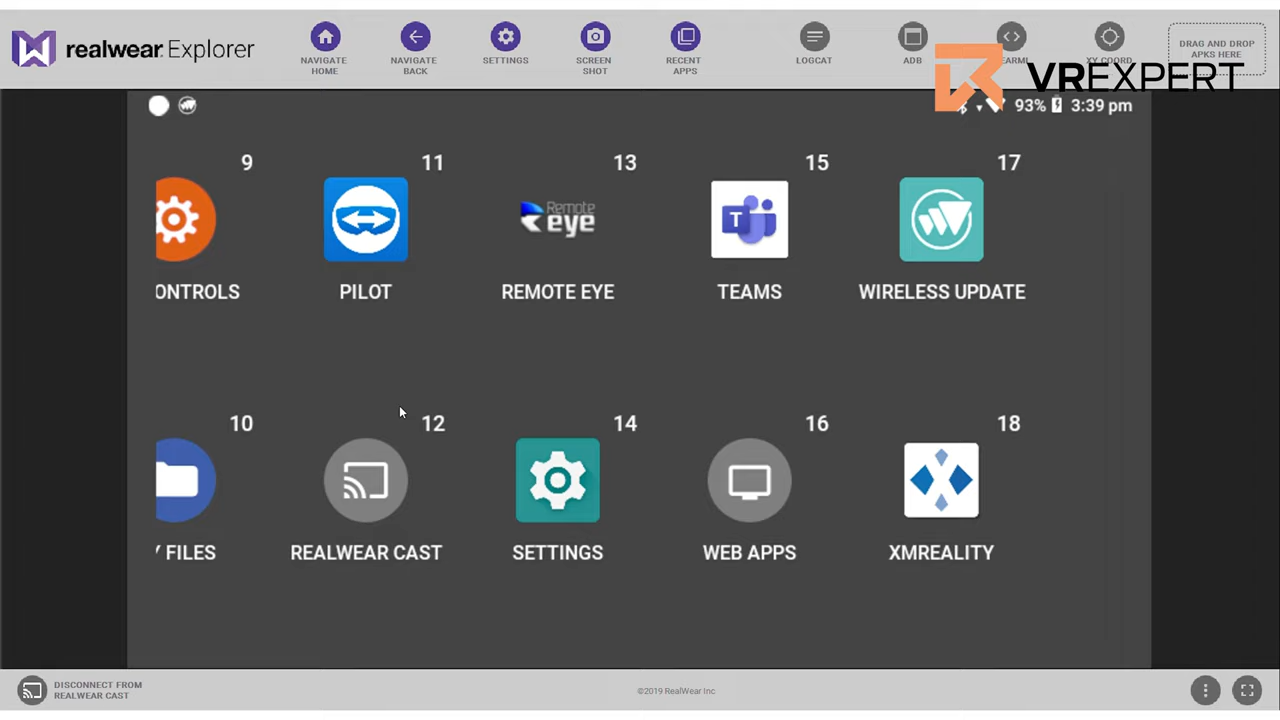 realwear Explorer
NAVIGATE HOME
NAVIGATE BACK
SETTINGS
SCREEN SHOT
RECENT APPS
LOGCAT
ADB
XY COORD
DRAG AND DROP APKS HERE
VREXPERT
93% 3:39 pm
9
11
13
15
17
ONTROLS
PILOT
Remote eye
REMOTE EYE
T
TEAMS
WIRELESS UPDATE
10
12
14
16
18
FILES
REALWEAR CAST
SETTINGS
WEB APPS
XMREALITY
DISCONNECT FROM REALWEAR CAST
©2019 RealWear Inc